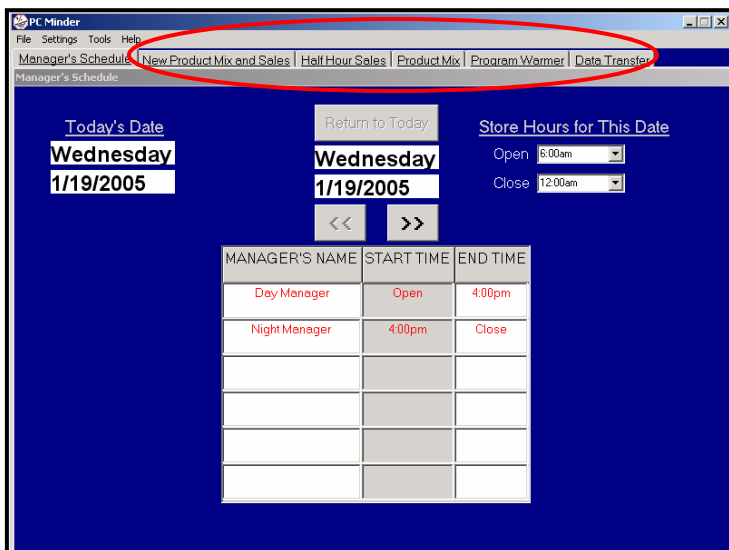 PC Minder
File Settings Tools Help
Manager's Schedule New Product Mix and Sales Half Hour Sales Product Mix Program Warmer Data Transfer
Manager's Schedule
Today's Date
Wednesday
1/19/2005
Return to Today
Wednesday
1/19/2005
<< >>
Store Hours for This Date
Open 6:00am
Close 12:00am
MANAGER'S NAME START TIME END TIME
Day Manager Open 4:00pm
Night Manager 4:00pm Close